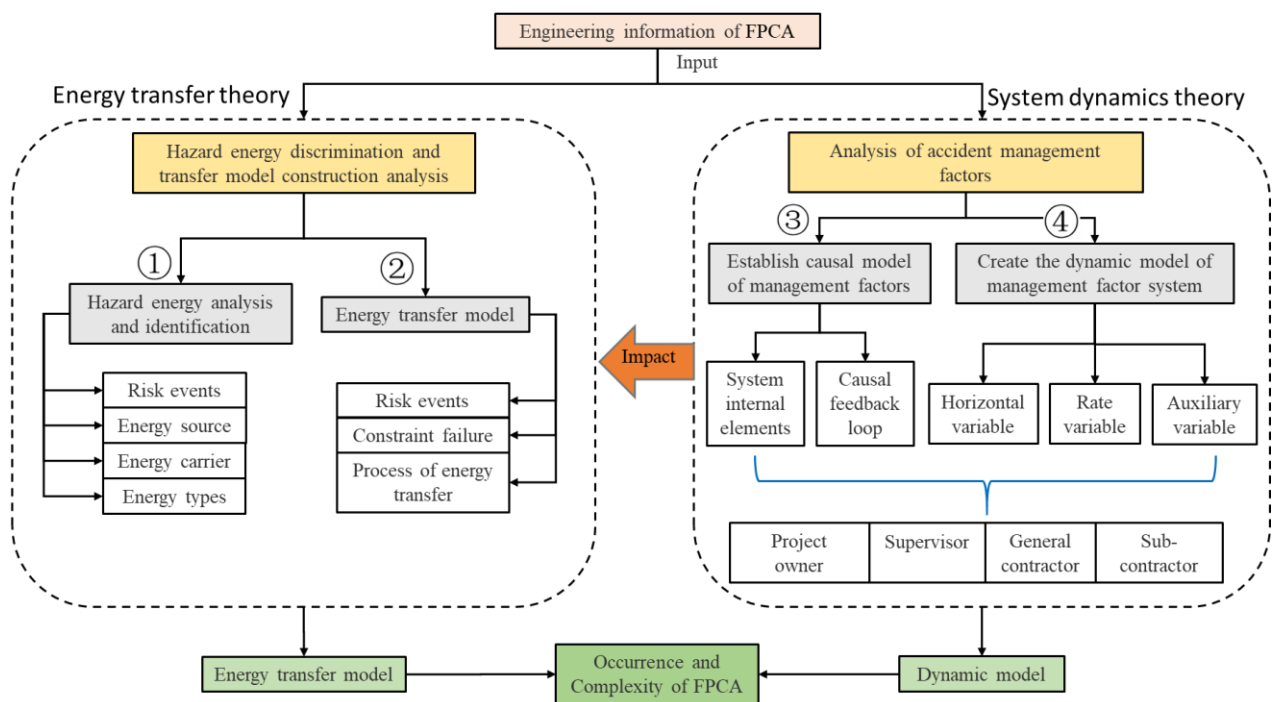 Engineering information of FPCA
Input
Energy transfer theory
System dynamics theory
Hazard energy discrimination and
transfer model construction analysis
Analysis of accident management
factors
①
②
③
④
Hazard energy analysis
and identification
Energy transfer model
Establish causal model
of management factors
Create the dynamic model of
management factor system
Impact
Risk events
Energy source
Energy carrier
Energy types
Risk events
Constraint failure
Process of energy
transfer
System
internal
elements
Causal
feedback
loop
Horizontal
variable
Rate
variable
Auxiliary
variable
Project
owner
Supervisor
General
contractor
Sub-
contractor
Energy transfer model
Occurrence and
Complexity of FPCA
Dynamic model